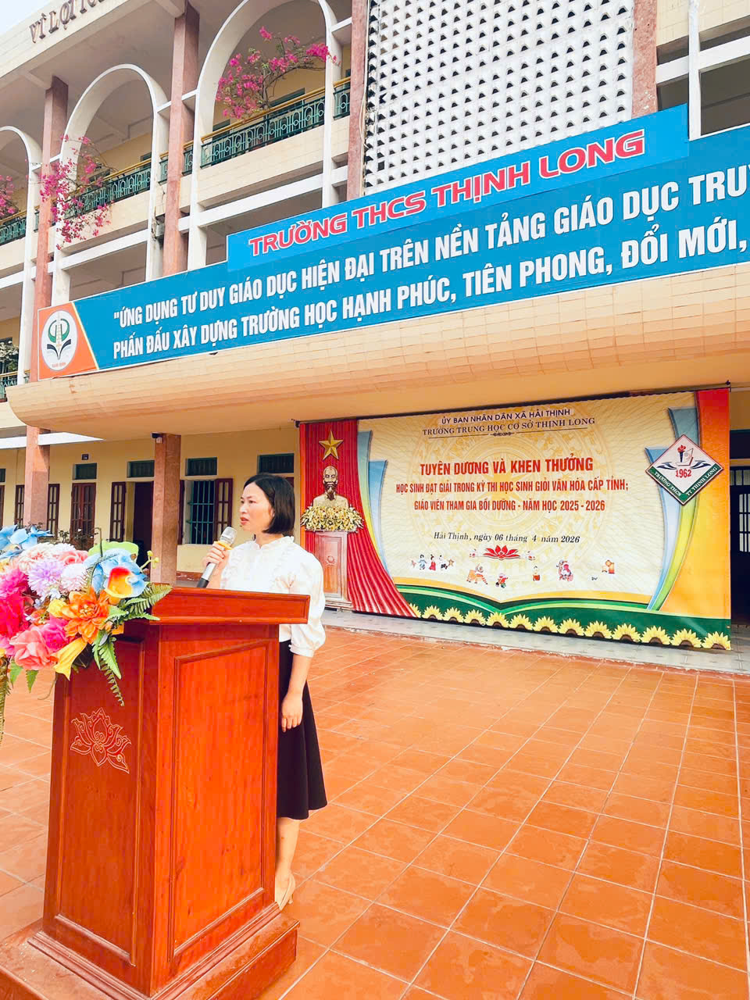 VÌ LỢI
TRƯỜNG THCS THỊNH LONG
"ỨNG DỤNG TƯ DUY GIÁO DỤC HIỆN ĐẠI TRÊN NỀN TẢNG GIÁO DỤC
PHẤN ĐẤU XÂY DỰNG TRƯỜNG HỌC HẠNH PHÚC, TIÊN PHONG, ĐỔI MỚI,
ỦY BAN NHÂN DÂN XÃ HẢI THỊNH
TRƯỜNG TRUNG HỌC CƠ SỞ THỊNH LONG
TUYÊN DƯƠNG VÀ KHEN THƯỞNG
HỌC SINH ĐẠT GIẢI TRONG KỲ THI HỌC SINH GIỎI VĂN HÓA CẤP TỈNH;
GIÁO VIÊN THAM GIA BỒI DƯỠNG - NĂM HỌC 2025 - 2026
Hải Thịnh, ngày 06 tháng 4 năm 2026
1962
TRƯỜNG THCS
TT THỊNH LONG